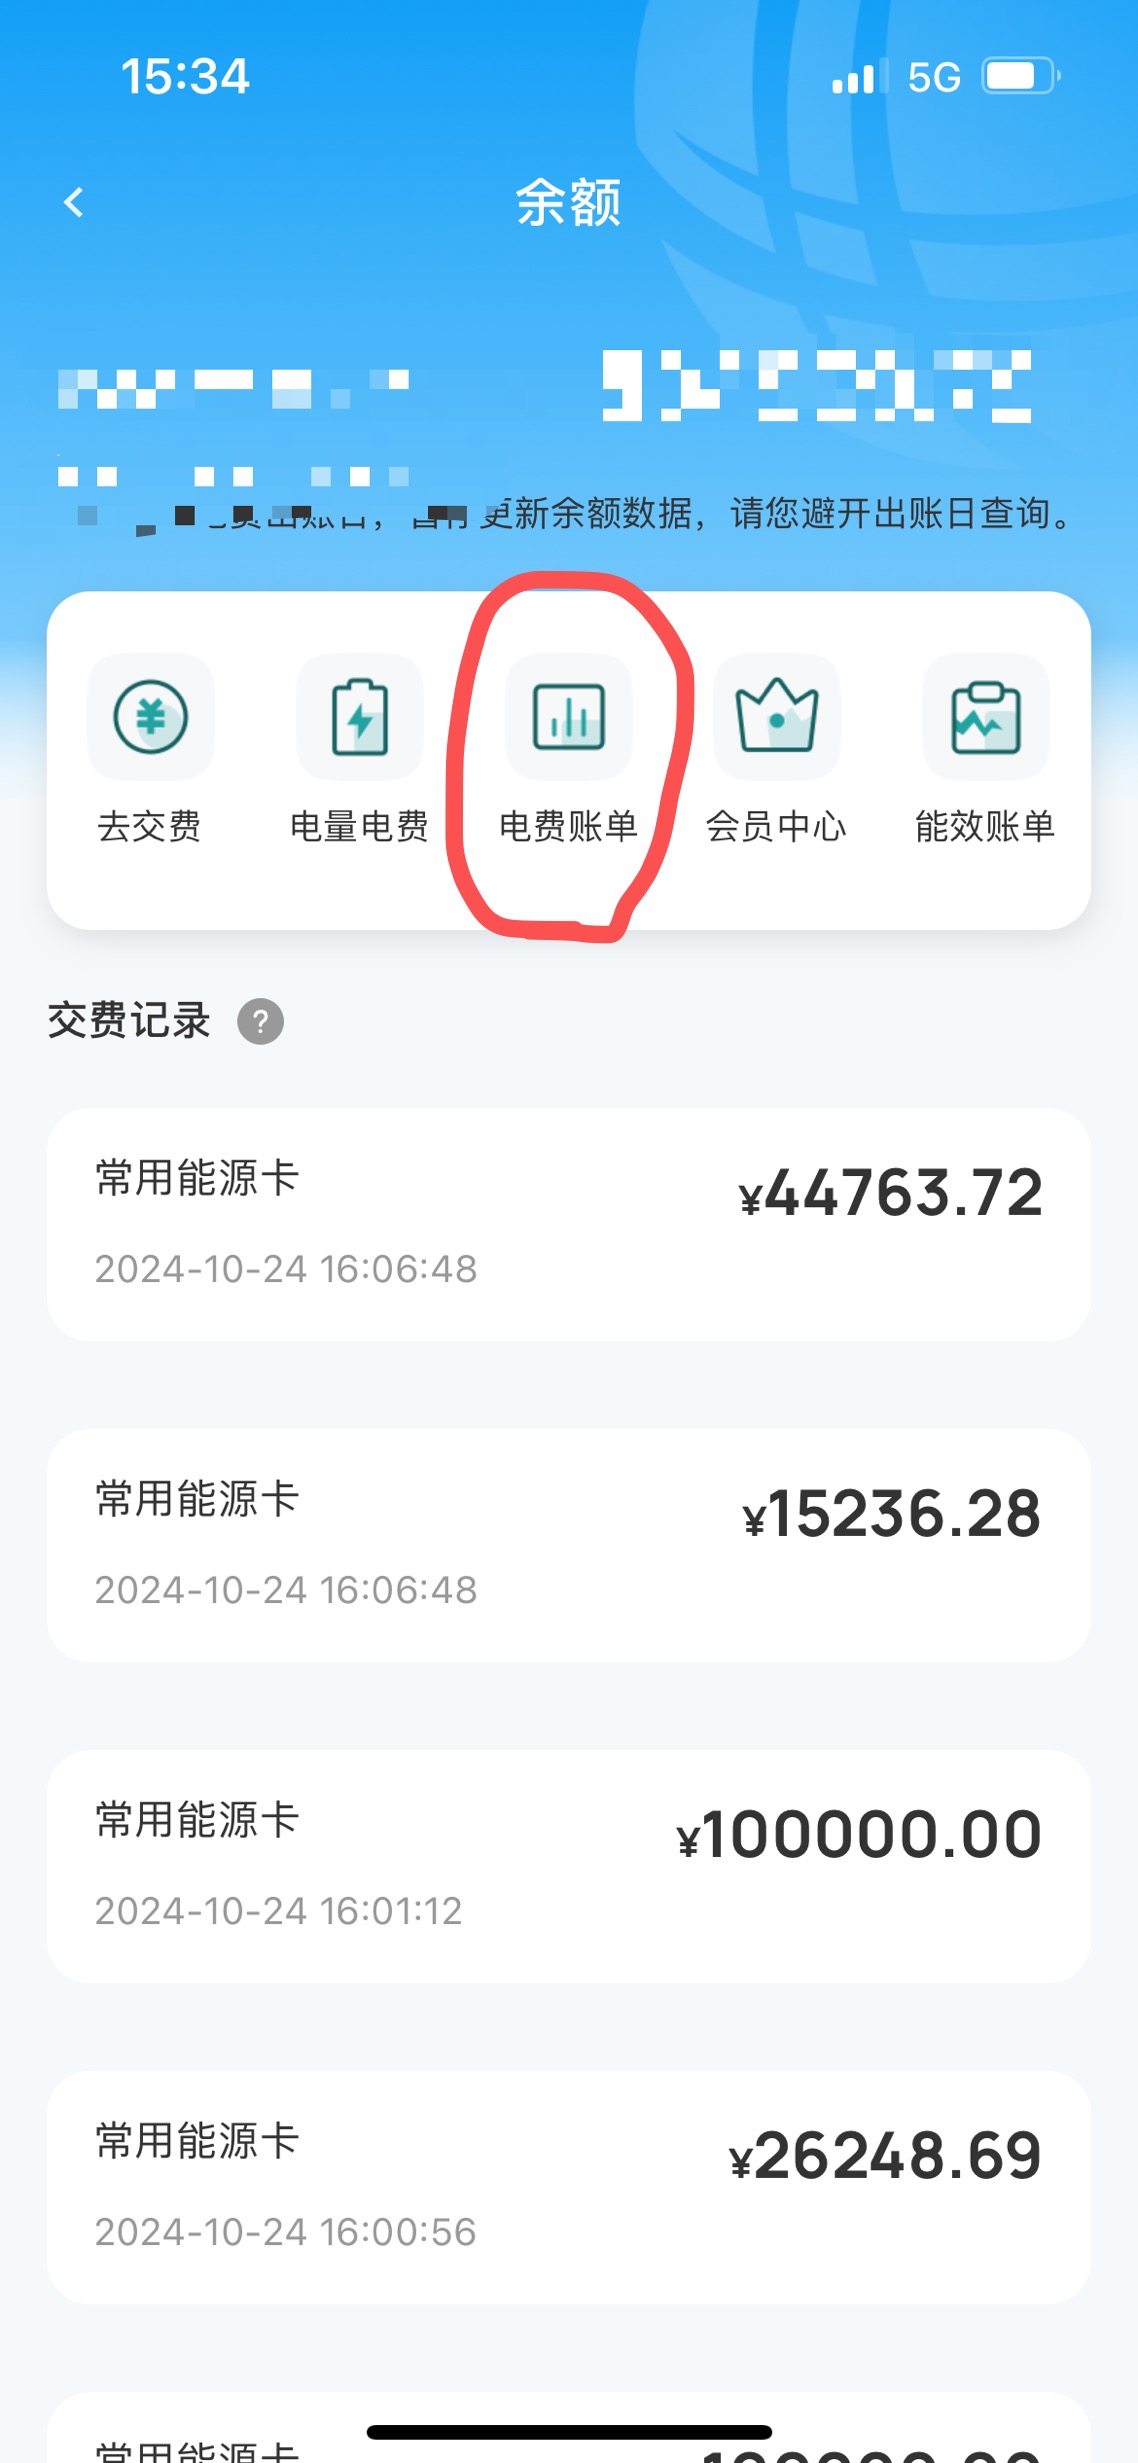 15:34
5G
余额
更新余额数据，请您避开出账日查询。
去交费
电量电费
电费账单
会员中心
能效账单
交费记录 ?
常用能源卡
¥44763.72
2024-10-24 16:06:48
常用能源卡
¥15236.28
2024-10-24 16:06:48
常用能源卡
¥100000.00
2024-10-24 16:01:12
常用能源卡
¥26248.69
2024-10-24 16:00:56
常用能源卡